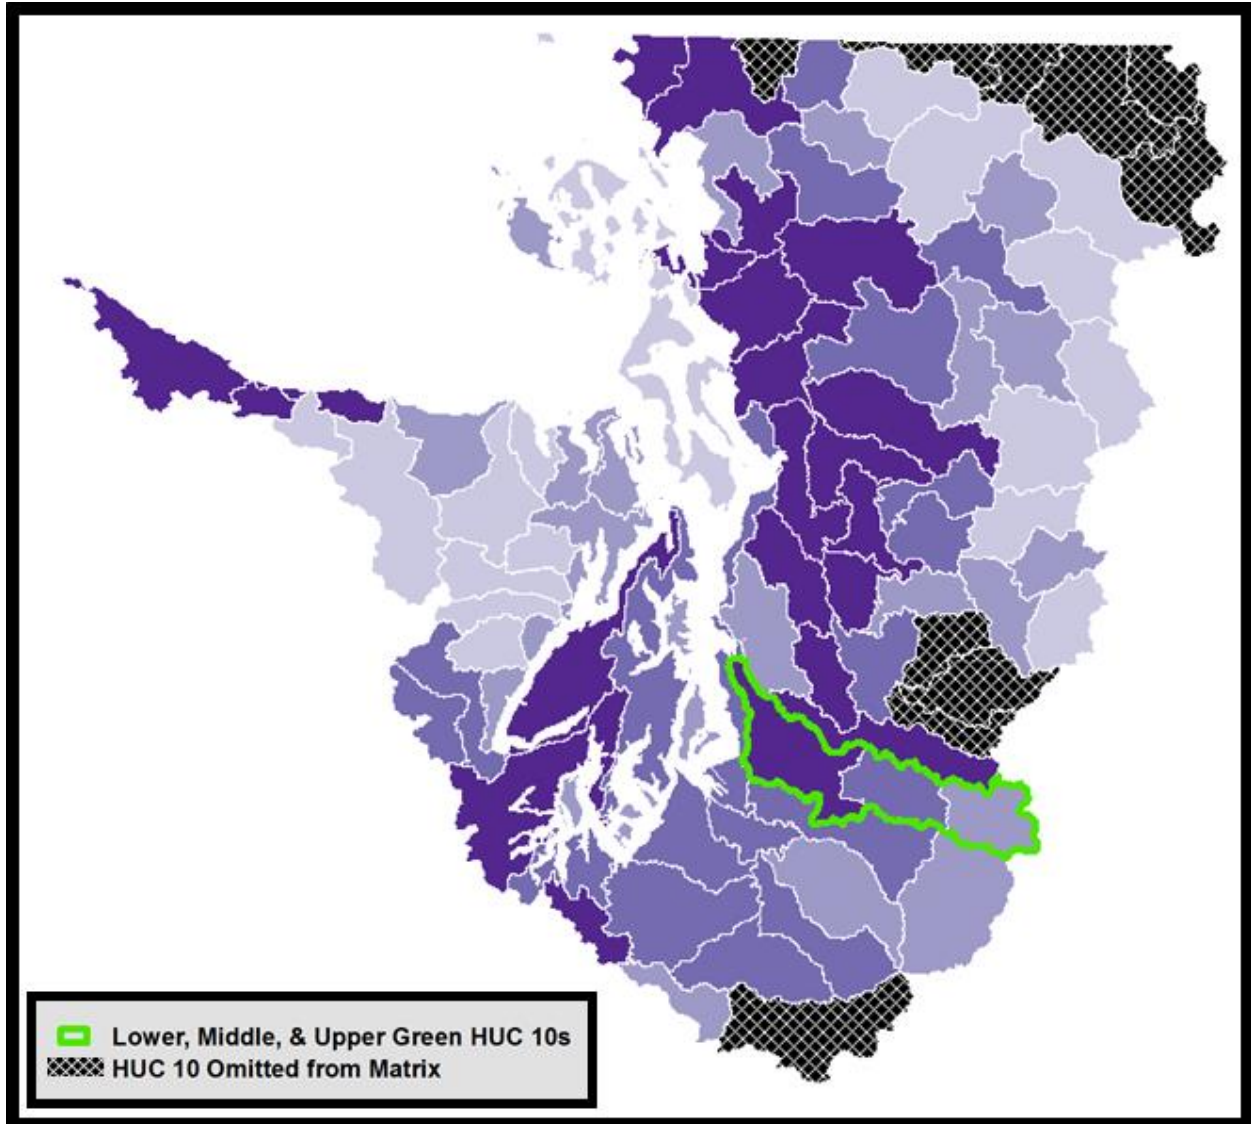 Lower, Middle, & Upper Green HUC 10s
HUC 10 Omitted from Matrix